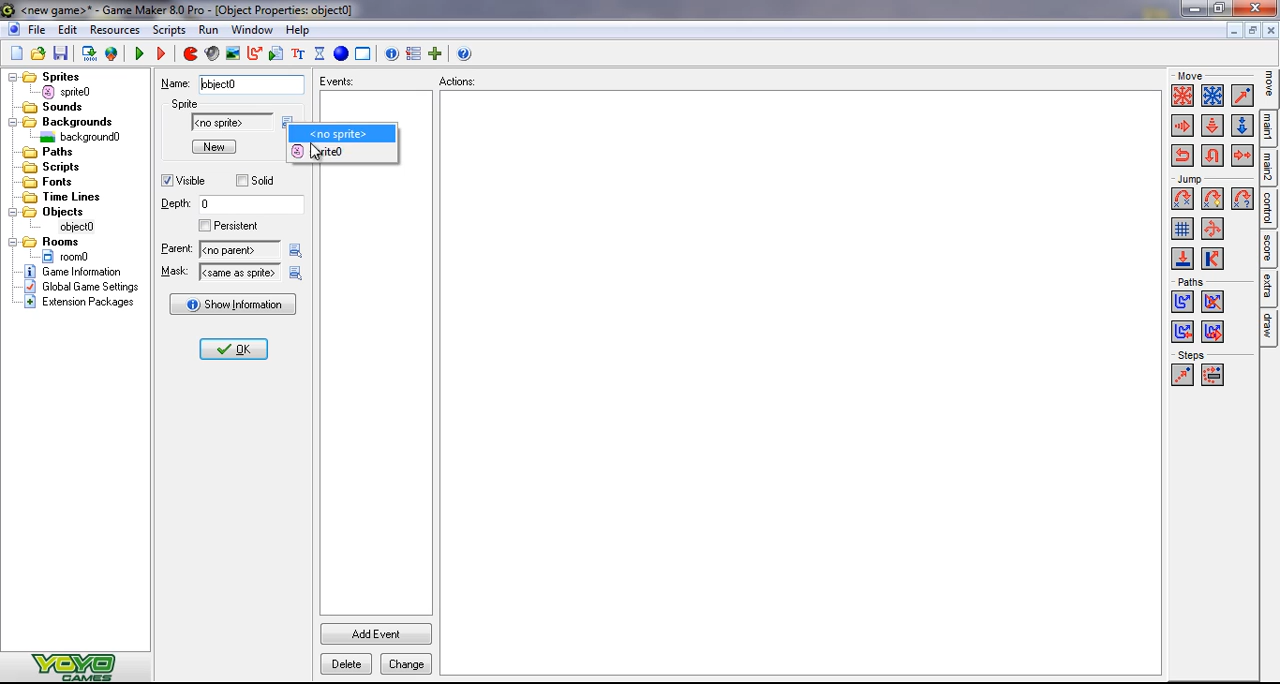 <new game>* - Game Maker 8.0 Pro - [Object Properties: object0]
File Edit Resources Scripts Run Window Help
Sprites
sprite0
Sounds
Backgrounds
background0
Paths
Scripts
Fonts
Time Lines
Objects
object0
Rooms
room0
Game Information
Global Game Settings
Extension Packages
YOYO
GAMES
Name: object0
Sprite
<no sprite>
New
<no sprite>
Visible Solid
Depth: 0
Persistent
Parent: <no parent>
Mask: <same as sprite>
Show Information
OK
Events:
Add Event
Delete Change
Actions:
Move
Jump
Paths
Steps
move
main1
main2
control
score
extra
draw